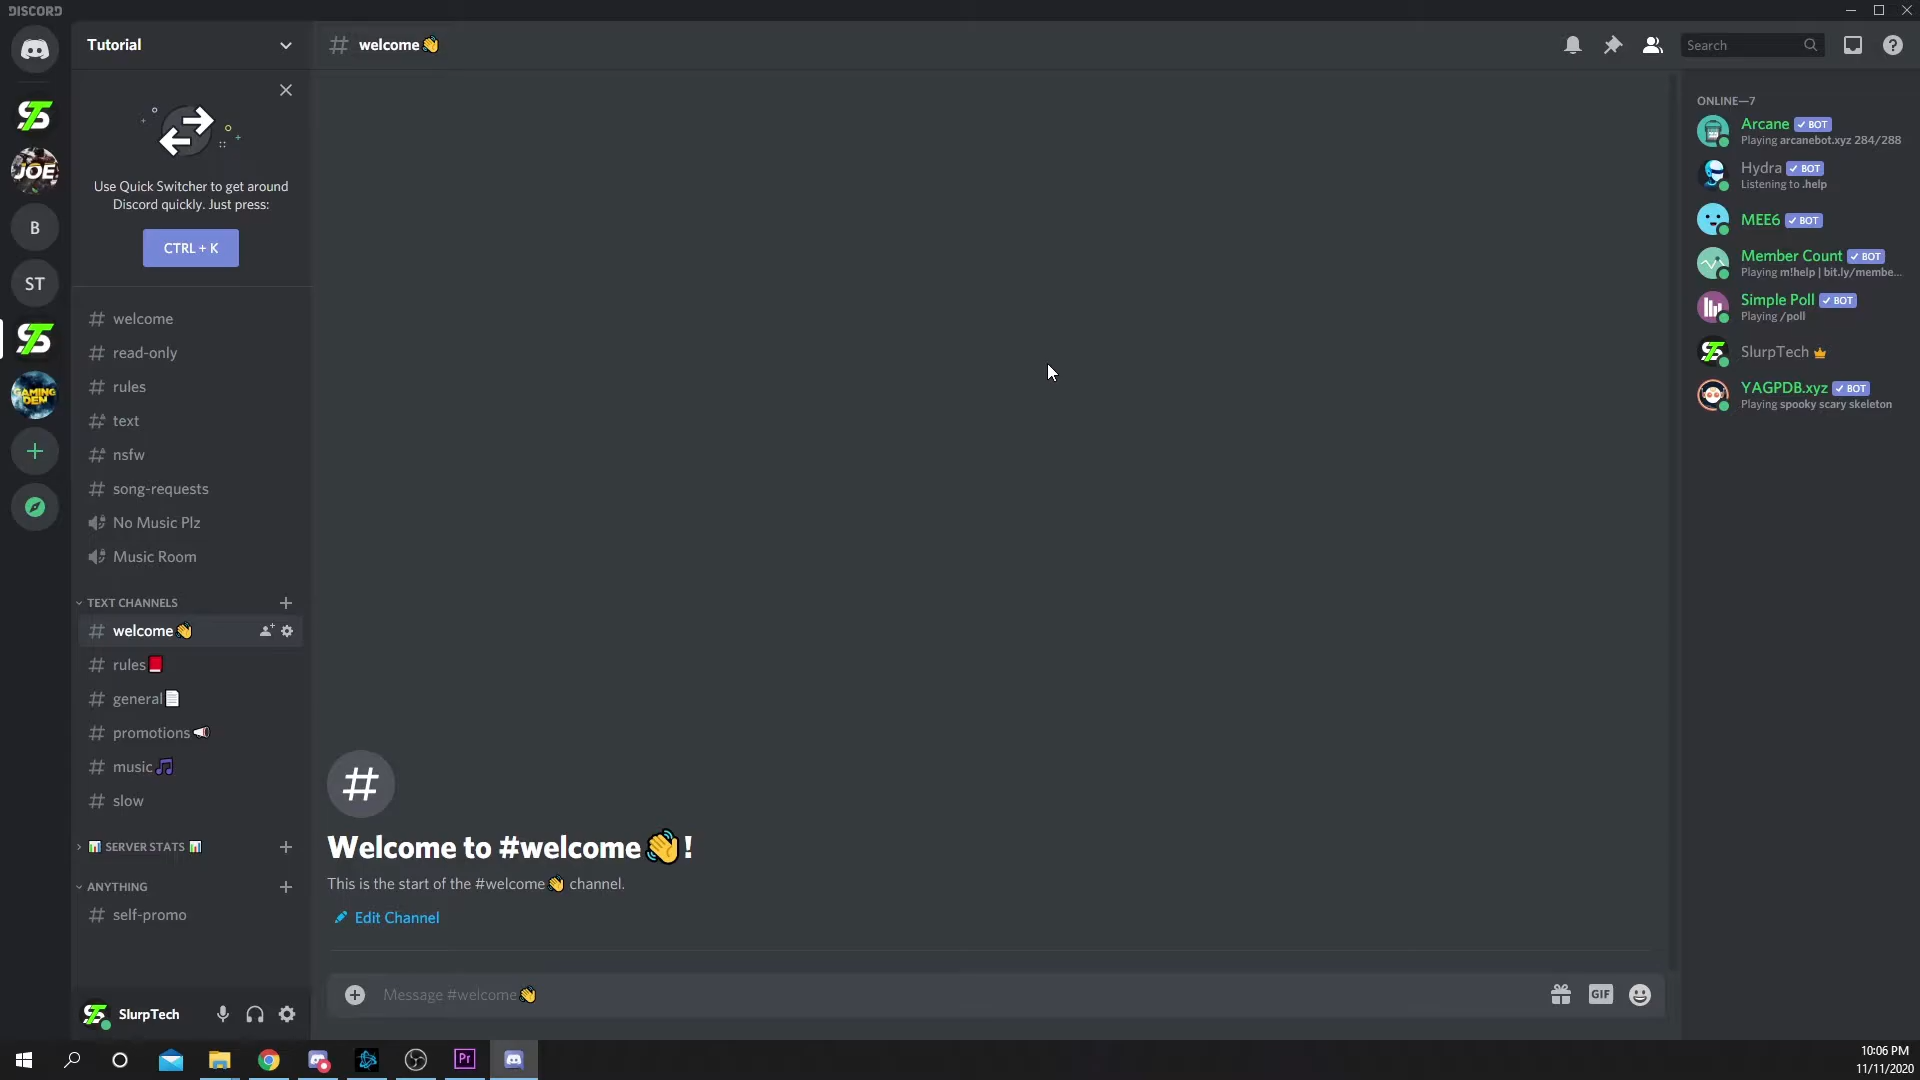 DISCORD
Tutorial
welcome👋
Search
JOE
B
ST
GAMING DEN
Use Quick Switcher to get around
Discord quickly. Just press:
CTRL + K
welcome
read-only
rules
text
nsfw
song-requests
No Music Plz
Music Room
TEXT CHANNELS
welcome👋
rules📕
general📄
promotions📢
music🎵
slow
📊 SERVER STATS 📊
ANYTHING
self-promo
SlurpTech
Welcome to #welcome👋!
This is the start of the #welcome👋 channel.
Edit Channel
Message #welcome👋
GIF
ONLINE—7
Arcane ✓ BOT
Playing arcanebot.xyz 284/288
Hydra ✓ BOT
Listening to .help
MEE6 ✓ BOT
Member Count ✓ BOT
Playing m!help | bit.ly/membe...
Simple Poll ✓ BOT
Playing /poll
SlurpTech
YAGPDB.xyz ✓ BOT
Playing spooky scary skeleton
Pr
10:06 PM
11/11/2020